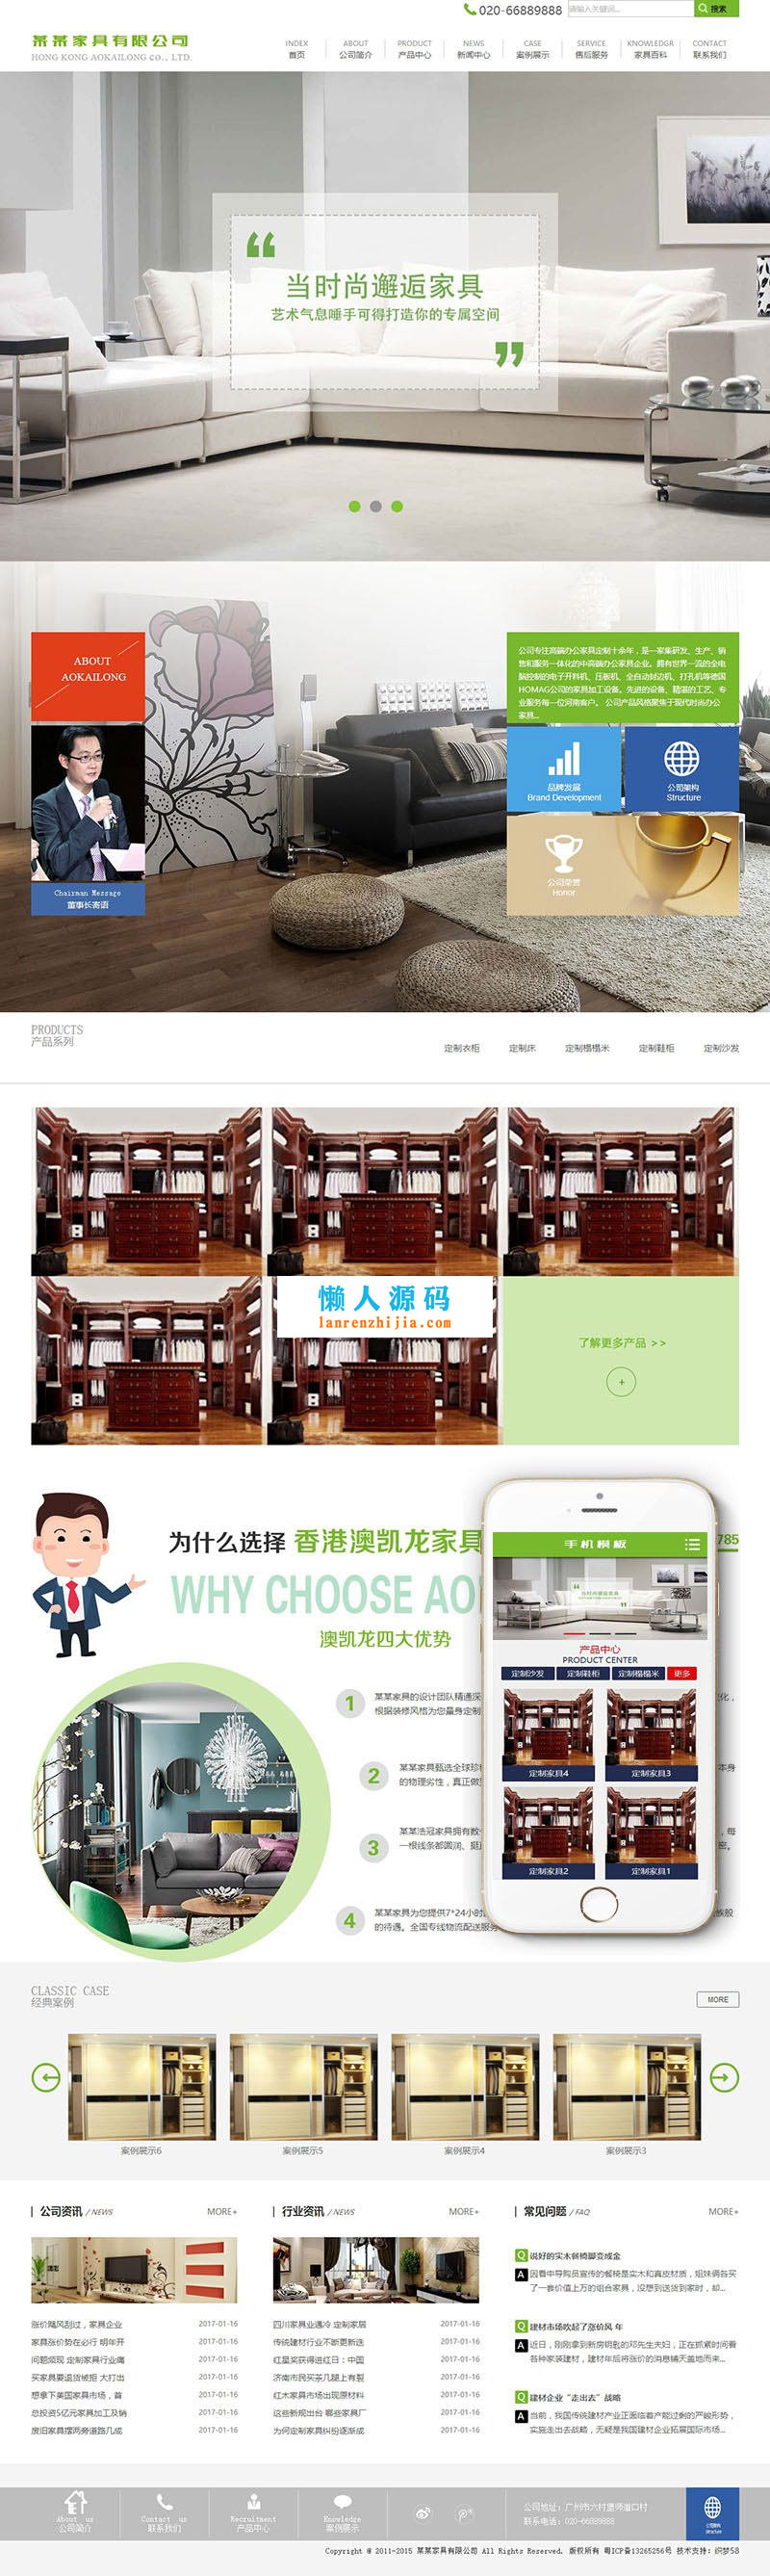 020-66889888
请输入关键词...
搜索
某某家具有限公司
HONG KONG AOKAILONG CO., LTD.
INDEX
首页
ABOUT
公司简介
PRODUCT
产品中心
NEWS
新闻中心
CASE
案例展示
SERVICE
售后服务
KNOWLEDGR
家具百科
CONTACT
联系我们
当时尚邂逅家具
艺术气息唾手可得打造你的专属空间
ABOUT
AOKAILONG
Chairman Message
董事长寄语
公司专注高端办公家具定制十余年，是一家集研发、生产、销
售和服务一体化的中高端办公家具企业。拥有世界一流的全电
脑控制的电子开料机、压板机、全自动封边机、打孔机等德国
HOMAG公司的家具加工设备。先进的设备、精湛的工艺、专
业服务每一位河南客户。 公司产品风格聚焦于现代时尚办公
家具...
品牌发展
Brand Development
公司架构
Structure
公司荣誉
Honor
PRODUCTS
产品系列
定制衣柜
定制床
定制榻榻米
定制鞋柜
定制沙发
懒人源码
lanrenzhijia.com
了解更多产品 >>
+
为什么选择 香港澳凯龙家具
785
WHY CHOOSE AO
澳凯龙四大优势
1
某某家具的设计团队精通深
化，
根据装修风格为您量身定制
2
某某家具甄选全球珍
本身
的物理劣性，真正做
3
某某浩冠家具拥有数
，每
一根线条都圆润、挺
密。
4
某某家具为您提供7*24小时
族般
的待遇。全国专线物流配送服务
手机模板
当时尚邂逅家具
产品中心
PRODUCT CENTER
定制沙发
定制鞋柜
定制榻榻米
更多
定制家具4
定制家具3
定制家具2
定制家具1
CLASSIC CASE
经典案例
MORE
案例展示6
案例展示5
案例展示4
案例展示3
公司资讯 / NEWS
MORE+
涨价飓风刮过，家具企业
2017-01-16
家具涨价势在必行 明年开
2017-01-16
问题频现 定制家具行业痛
2017-01-16
买家具要退货被拒 大打出
2017-01-16
想拿下美国家具市场，首
2017-01-16
总投资5亿元家具加工及销
2017-01-16
废旧家具摆两旁道路几成
2017-01-16
行业资讯 / NEWS
MORE+
四川家具业遇冷 定制家居
2017-01-16
传统建材行业不断更新迭
2017-01-16
红星奖获得进红日：中国
2017-01-16
济南市民买茶几腿上有裂
2017-01-16
红木家具市场出现原材料
2017-01-16
这些新规出台 哪些家具厂
2017-01-16
为何定制家具纠纷逐渐成
2017-01-16
常见问题 / FAQ
MORE+
Q 说好的实木餐椅脚变成金
A 因看中导购员宣传的餐椅是实木和真皮材质，姐妹俩各买
了一套价值上万的组合家具，没想到送货到家时，却...
Q 建材市场吹起了涨价风 年
A 近日，刚刚拿到新房钥匙的邓先生夫妇，正在抓紧时间看
各种家装建材，建材年后将涨价的消息铺天盖地而来...
Q 建材企业“走出去”战略
A 当前，我国传统建材产业正面临着产能过剩的严峻形势，
实施走出去战略，无疑是我国建材企业拓展国际市场...
About us
公司简介
Contact us
联系我们
Recruitment
产品中心
Knowledge
案例展示
公司地址：广州市六村堡师道口村
联系电话：020-66889888
公司架构
Structure
Copyright © 2011-2015 某某家具有限公司 All Rights Reserved. 版权所有 粤ICP备13265256号 技术支持：织梦58